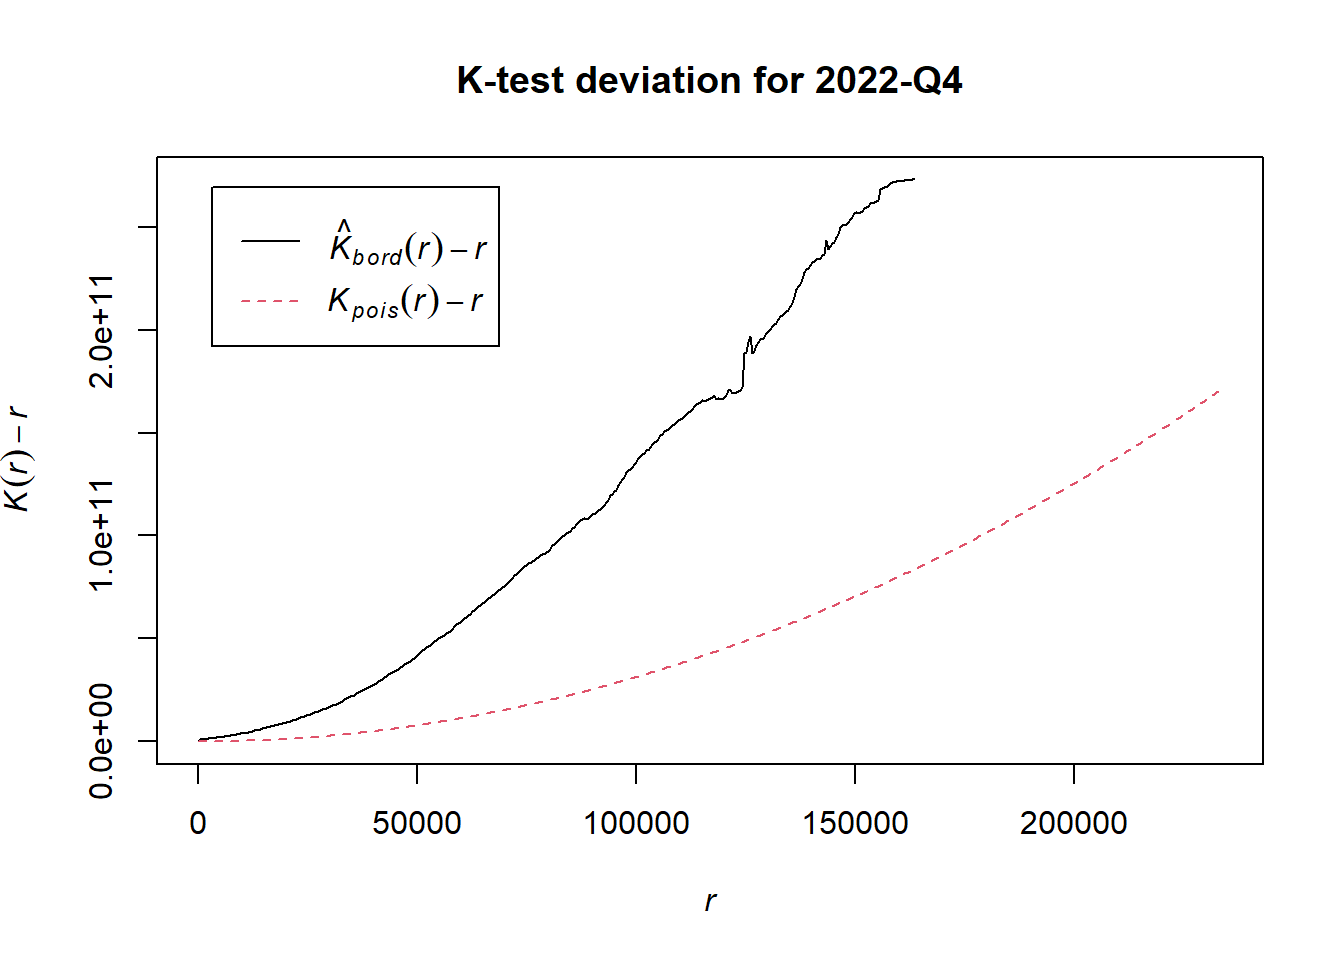 K-test deviation for 2022-Q4
K̂bord(r) − r
Kpois(r) − r
K(r) − r
2.0e+11
1.0e+11
0.0e+00
0 50000 100000 150000 200000
r